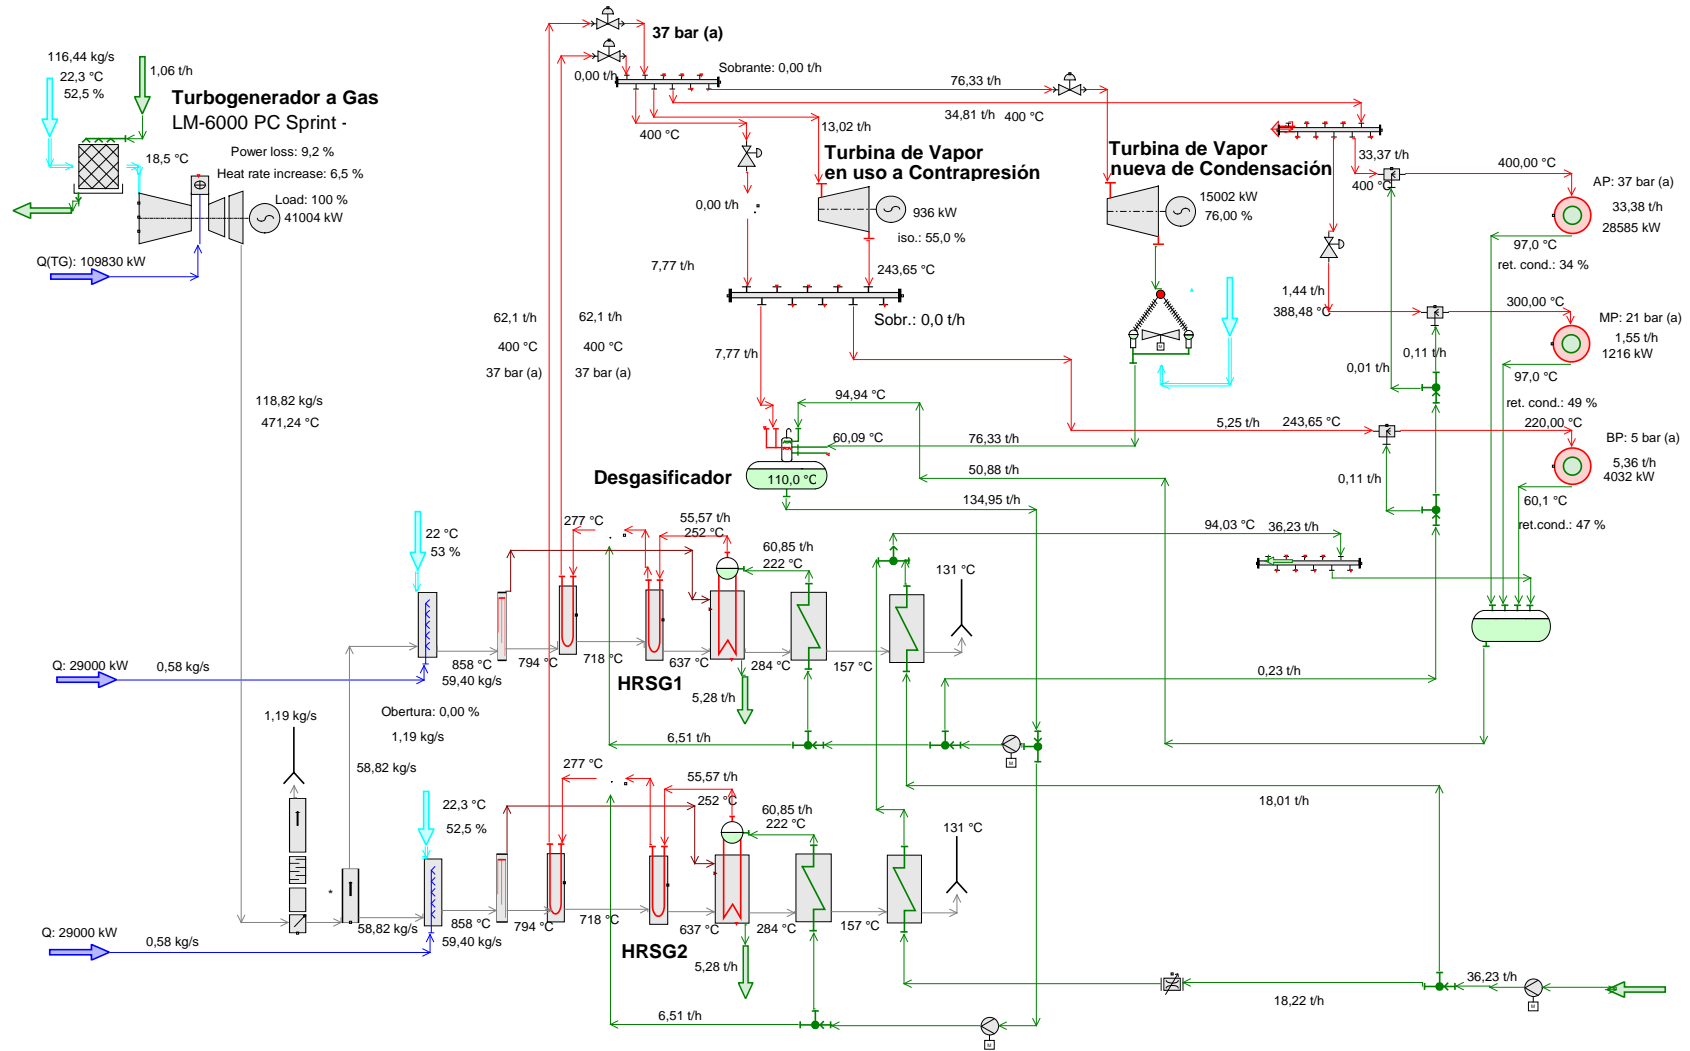 37 bar (a)
116,44 kg/s
22,3 °C
52,5 %
1,06 t/h
Turbogenerador a Gas
LM-6000 PC Sprint -
18,5 °C
Power loss: 9,2 %
Heat rate increase: 6,5 %
Load: 100 %
41004 kW
Q(TG): 109830 kW
0,00 t/h
Sobrante: 0,00 t/h
76,33 t/h
34,81 t/h
400 °C
400 °C
13,02 t/h
Turbina de Vapor
en uso a Contrapresión
936 kW
iso.: 55,0 %
0,00 t/h
7,77 t/h
243,65 °C
Sobr.: 0,0 t/h
Turbina de Vapor
nueva de Condensación
15002 kW
76,00 %
33,37 t/h
400 °C
400,00 °C
AP: 37 bar (a)
33,38 t/h
28585 kW
97,0 °C
ret. cond.: 34 %
1,44 t/h
388,48 °C
300,00 °C
MP: 21 bar (a)
1,55 t/h
1216 kW
0,11 t/h
0,01 t/h
97,0 °C
ret. cond.: 49 %
62,1 t/h
400 °C
37 bar (a)
62,1 t/h
400 °C
37 bar (a)
7,77 t/h
118,82 kg/s
471,24 °C
94,94 °C
60,09 °C
76,33 t/h
50,88 t/h
134,95 t/h
Desgasificador
110,0 °C
5,25 t/h
243,65 °C
220,00 °C
BP: 5 bar (a)
5,36 t/h
4032 kW
0,11 t/h
60,1 °C
ret.cond.: 47 %
22 °C
53 %
277 °C
55,57 t/h
252 °C
60,85 t/h
222 °C
94,03 °C
36,23 t/h
131 °C
Q: 29000 kW
0,58 kg/s
858 °C
59,40 kg/s
794 °C
718 °C
637 °C
284 °C
157 °C
HRSG1
5,28 t/h
0,23 t/h
6,51 t/h
Obertura: 0,00 %
1,19 kg/s
1,19 kg/s
58,82 kg/s
277 °C
55,57 t/h
252 °C
60,85 t/h
222 °C
18,01 t/h
22,3 °C
52,5 %
131 °C
*
Q: 29000 kW
0,58 kg/s
58,82 kg/s
858 °C
59,40 kg/s
794 °C
718 °C
637 °C
284 °C
157 °C
HRSG2
5,28 t/h
6,51 t/h
36,23 t/h
18,22 t/h
M
M
M
M